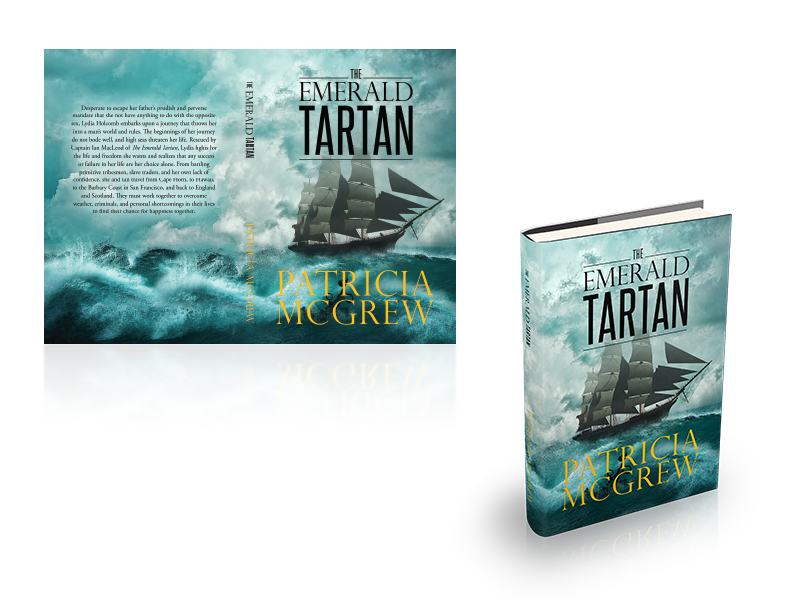 Desperate to escape her father's prudish and perverse
mandate that she not have anything to do with the opposite
sex, Lydia Holcomb embarks upon a journey that throws her
into a man's world and rules. The beginnings of her journey
do not bode well, and high seas threaten her life. Rescued by
Captain Ian MacLeod of The Emerald Tartan, Lydia fights for
the life and freedom she wants and realizes that any success
or failure in her life are her choice alone. From battling
primitive tribesmen, slave traders, and her own lack of
confidence, she and Ian travel from Cape Horn, to Hawaii,
to the Barbary Coast in San Francisco, and back to England
and Scotland. They must work together to overcome
weather, criminals, and personal shortcomings in their lives
to find their chance for happiness together.
THE EMERALD TARTAN
PATRICIA MCGREW
THE
EMERALD
TARTAN
PATRICIA
MCGREW
THE EMERALD TARTAN
THE
EMERALD
TARTAN
PATRICIA
MCGREW